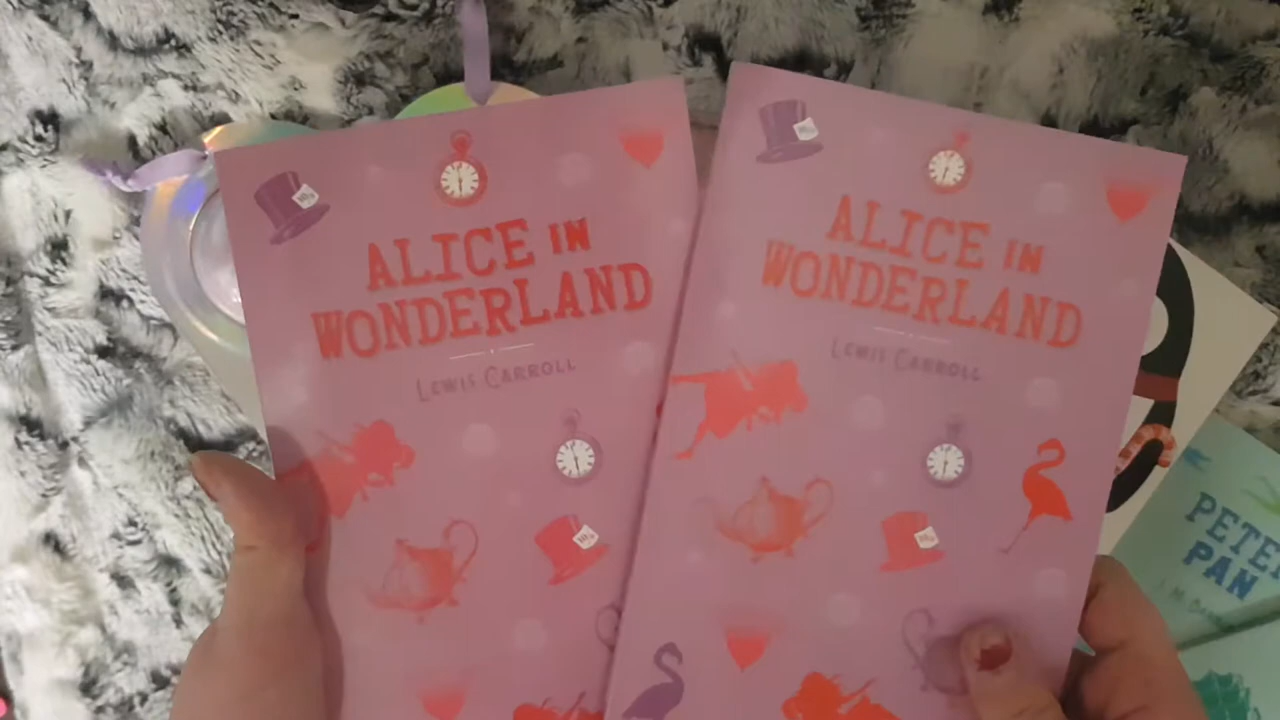 ALICE IN
WONDERLAND
LEWIS CARROLL
ALICE IN
WONDERLAND
LEWIS CARROLL
PETER
PAN